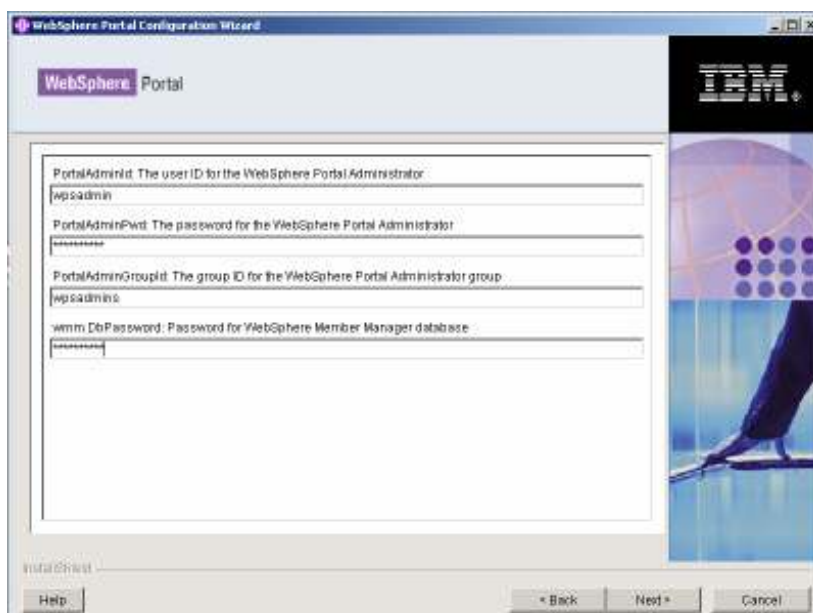 WebSphere Portal Configuration Wizard
WebSphere Portal
IBM®
PortalAdminId: The user ID for the WebSphere Portal Administrator
wpsadmin
PortalAdminPwd: The password for the WebSphere Portal Administrator
**********
PortalAdminGroupId: The group ID for the WebSphere Portal Administrator group
wpsadmins
wmm.DbPassword: Password for WebSphere Member Manager database
**********
InstallShield
Help
< Back
Next >
Cancel